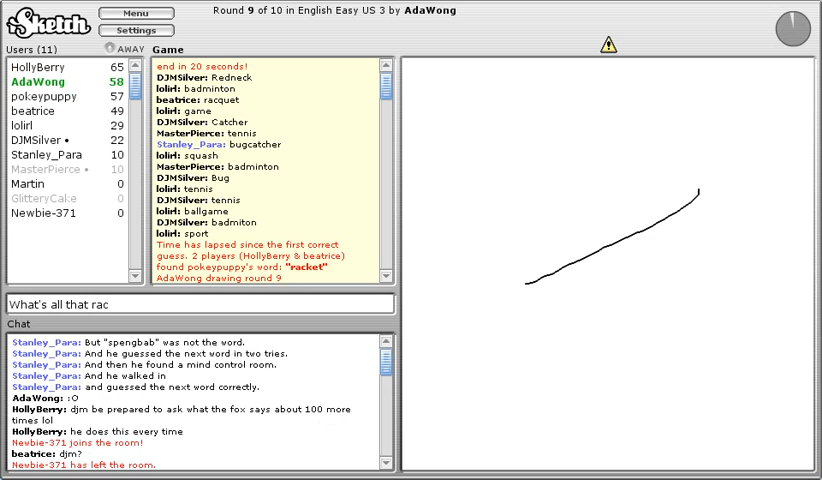 iSketch
Menu
Settings
Round 9 of 10 in English Easy US 3 by AdaWong
Users (11)
AWAY
HollyBerry 65
AdaWong 58
pokeypuppy 57
beatrice 49
lolirl 29
DJMSilver • 22
Stanley_Para 10
MasterPierce • 10
Martin 0
GlitteryCake 0
Newbie-371 0
Game
end in 20 seconds!
DJMSilver: Redneck
lolirl: badminton
beatrice: racquet
lolirl: game
DJMSilver: Catcher
MasterPierce: tennis
Stanley_Para: bugcatcher
lolirl: squash
MasterPierce: badminton
DJMSilver: Bug
lolirl: tennis
DJMSilver: tennis
lolirl: ballgame
DJMSilver: badmiton
lolirl: sport
Time has lapsed since the first correct
guess. 2 players (HollyBerry & beatrice)
found pokeypuppy's word: "racket"
AdaWong drawing round 9
What's all that rac
Chat
Stanley_Para: But "spengbab" was not the word.
Stanley_Para: And he guessed the next word in two tries.
Stanley_Para: And then he found a mind control room.
Stanley_Para: And he walked in
Stanley_Para: and guessed the next word correctly.
AdaWong: :O
HollyBerry: djm be prepared to ask what the fox says about 100 more
times lol
HollyBerry: he does this every time
Newbie-371 joins the room!
beatrice: djm?
Newbie-371 has left the room.